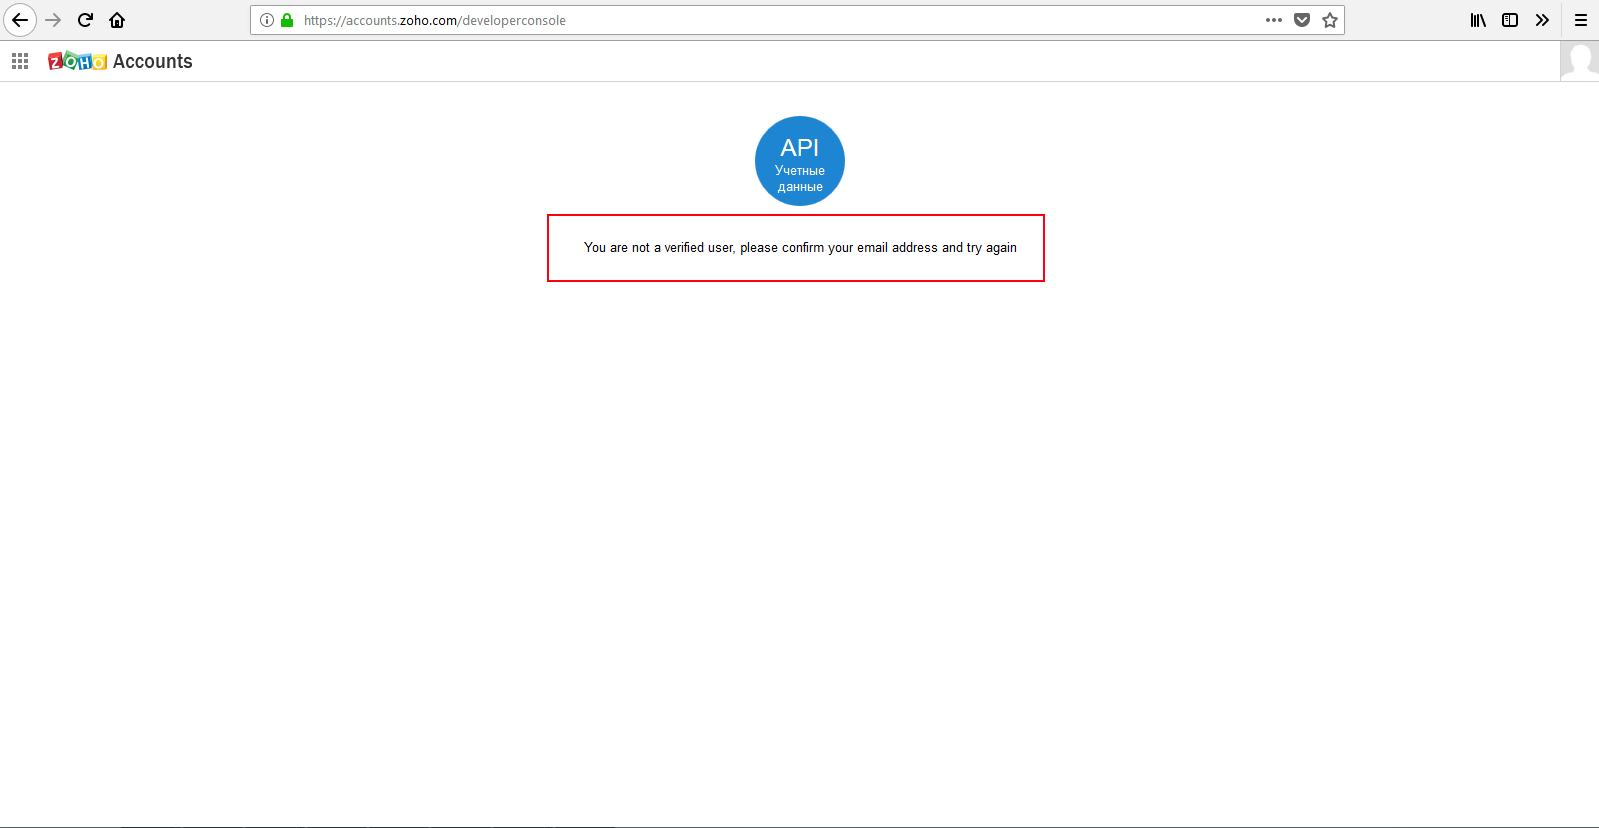 https://accounts.zoho.com/developerconsole
ZOHO Accounts
API
Учетные
данные
You are not a verified user, please confirm your email address and try again